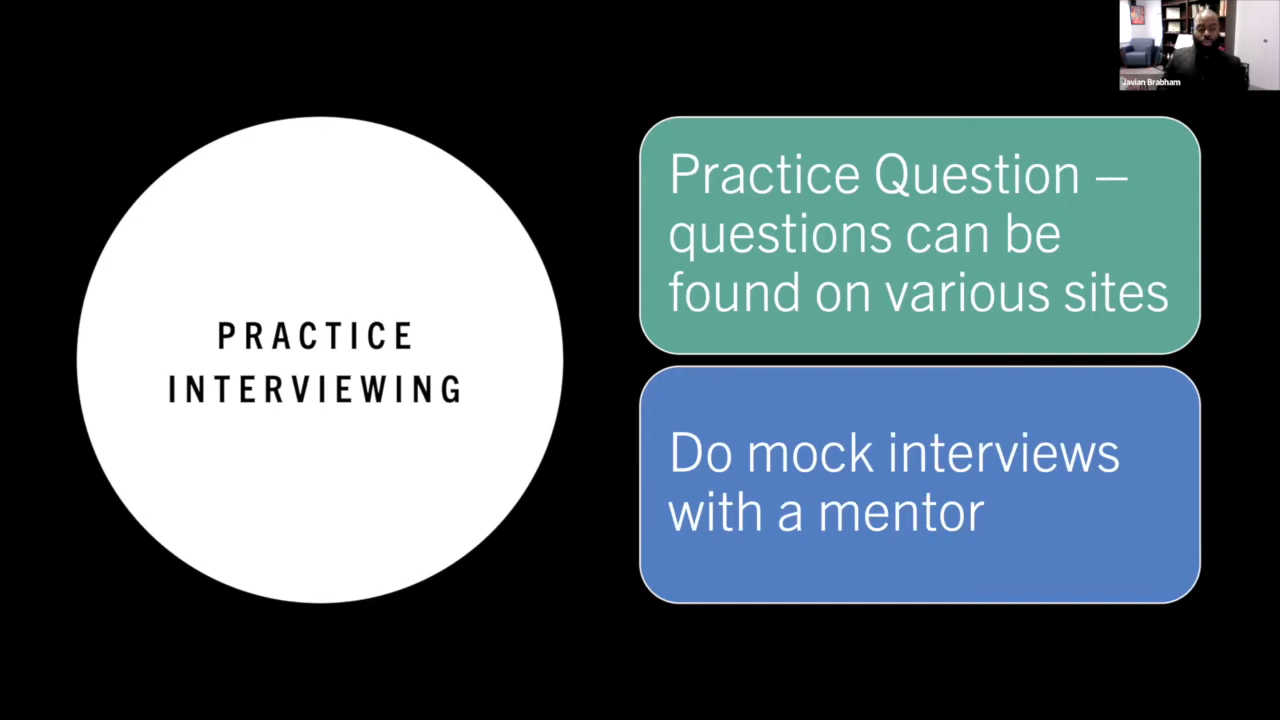 Javian Brabham
PRACTICE
INTERVIEWING
Practice Question –
questions can be
found on various sites
Do mock interviews
with a mentor